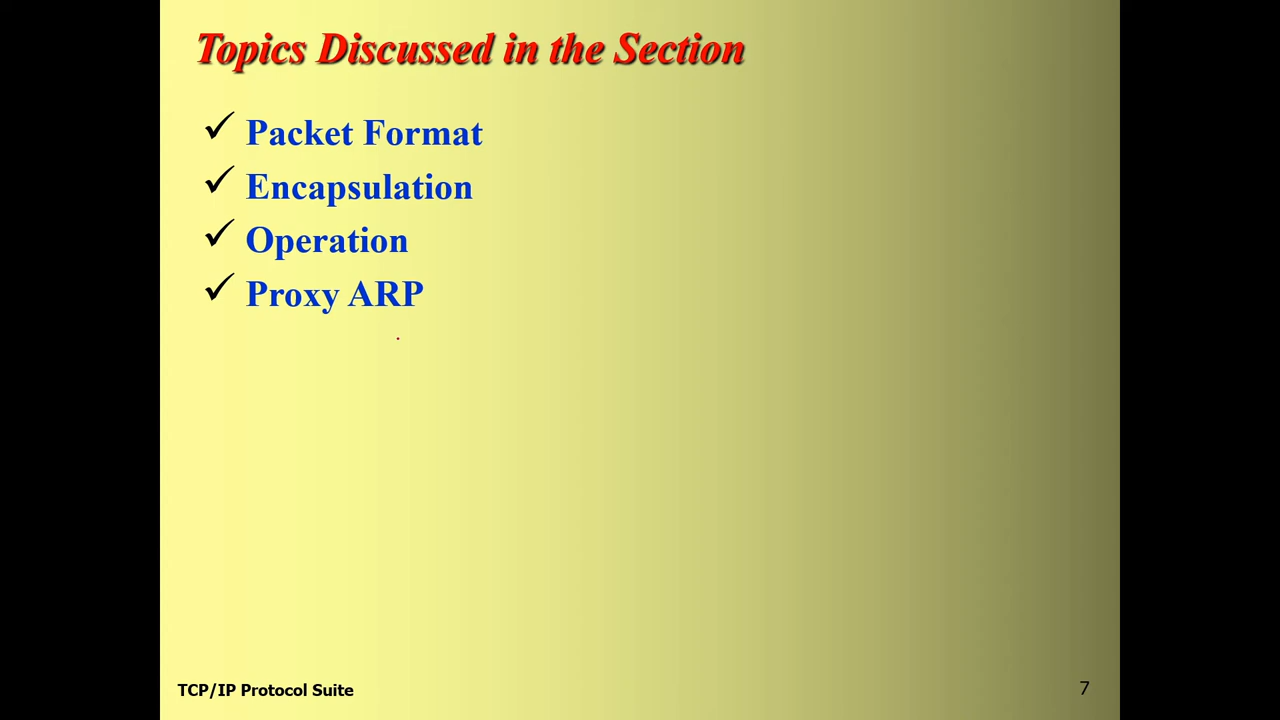 Topics Discussed in the Section
✓ Packet Format
✓ Encapsulation
✓ Operation
✓ Proxy ARP
TCP/IP Protocol Suite
7